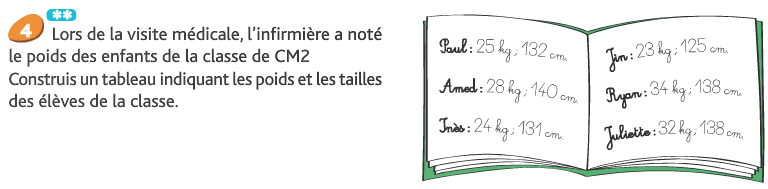 4 **
Lors de la visite médicale, l'infirmière a noté
le poids des enfants de la classe de CM2
Construis un tableau indiquant les poids et les tailles
des élèves de la classe.
Paul : 25 kg ; 132 cm.
Amed : 28 kg ; 140 cm.
Inès : 24 kg ; 131 cm.
Jin : 23 kg ; 125 cm.
Ryan : 34 kg ; 138 cm.
Juliette : 32 kg ; 138 cm.